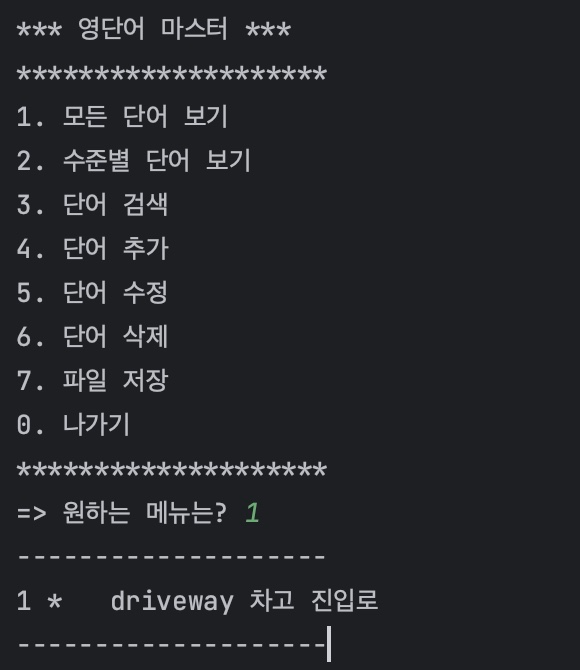 *** 영단어 마스터 ***
********************
1. 모든 단어 보기
2. 수준별 단어 보기
3. 단어 검색
4. 단어 추가
5. 단어 수정
6. 단어 삭제
7. 파일 저장
0. 나가기
********************
=> 원하는 메뉴는? 1
--------------------
1 *   driveway 차고 진입로
--------------------